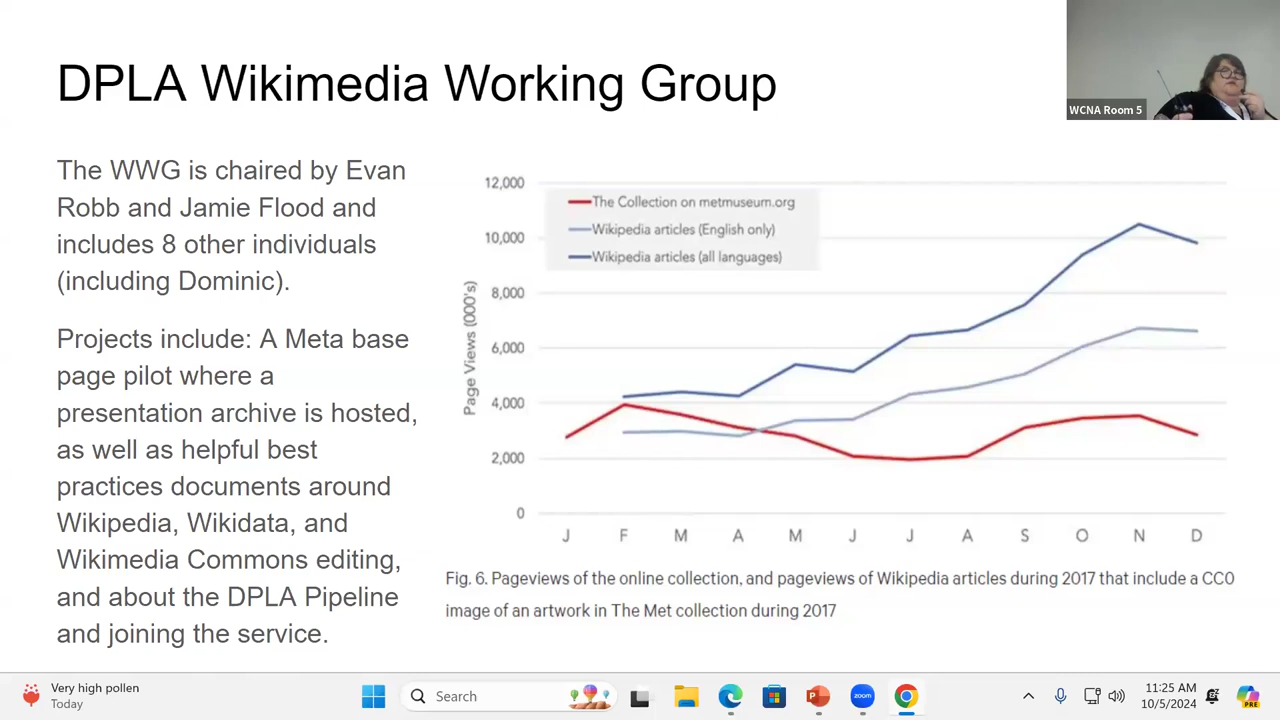 DPLA Wikimedia Working Group
WCNA Room 5
The WWG is chaired by Evan
Robb and Jamie Flood and
includes 8 other individuals
(including Dominic).
Projects include: A Meta base
page pilot where a
presentation archive is hosted,
as well as helpful best
practices documents around
Wikipedia, Wikidata, and
Wikimedia Commons editing,
and about the DPLA Pipeline
and joining the service.
The Collection on metmuseum.org
Wikipedia articles (English only)
Wikipedia articles (all languages)
Page Views (000's)
12,000
10,000
8,000
6,000
4,000
2,000
0
J F M A M J J A S O N D
Fig. 6. Pageviews of the online collection, and pageviews of Wikipedia articles during 2017 that include a CC0
image of an artwork in The Met collection during 2017
Very high pollen
Today
Search
zoom
PRE
11:25 AM
10/5/2024